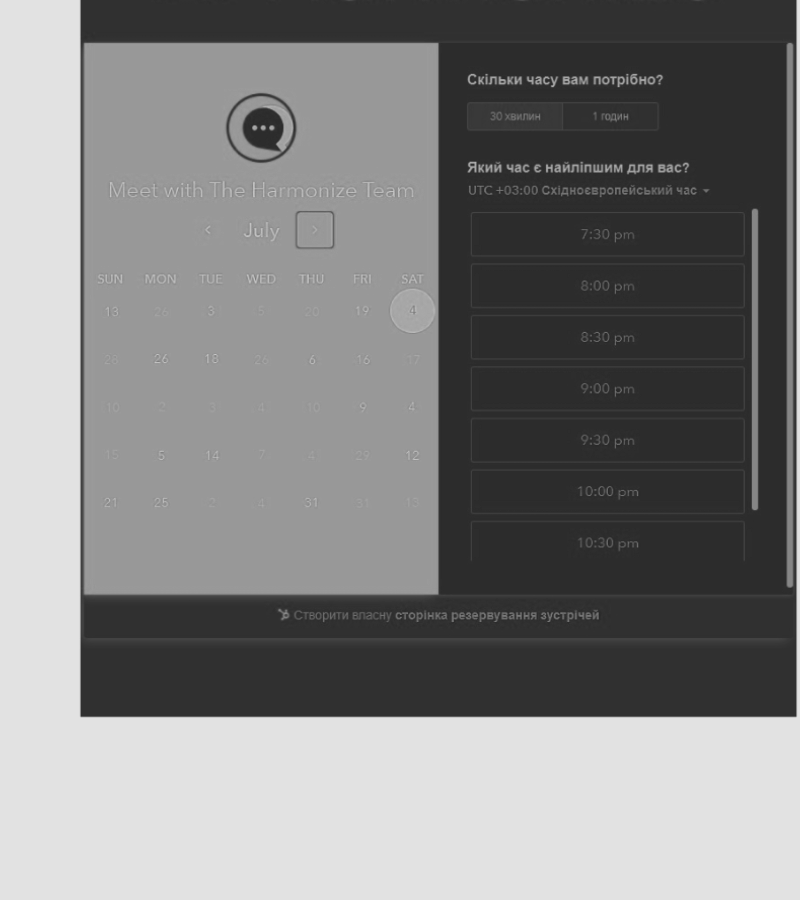 Meet with The Harmonize Team
July
SUN MON TUE WED THU FRI SAT
13 26 3 5 20 19 4
28 26 18 26 6 16 17
10 2 3 4 10 9 4
15 5 14 7 4 29 12
21 25 2 4 31 31 13
Скільки часу вам потрібно?
30 хвилин 1 годин
Який час є найліпшим для вас?
UTC +03:00 Східноєвропейський час
7:30 pm
8:00 pm
8:30 pm
9:00 pm
9:30 pm
10:00 pm
10:30 pm
Створити власну сторінка резервування зустрічей